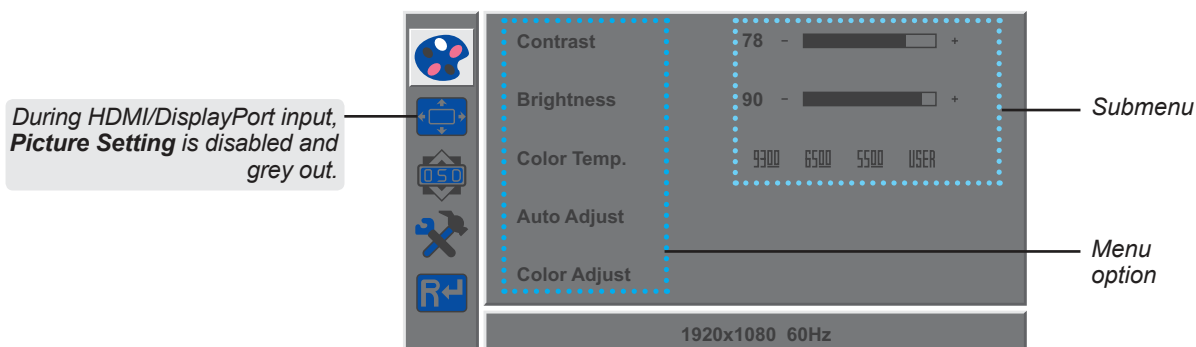 During HDMI/DisplayPort input,
Picture Setting is disabled and
grey out.
050
R
Contrast
78 - +
Brightness
90 - +
Color Temp.
9300 6500 5500 USER
Auto Adjust
Color Adjust
1920x1080 60Hz
Submenu
Menu
option